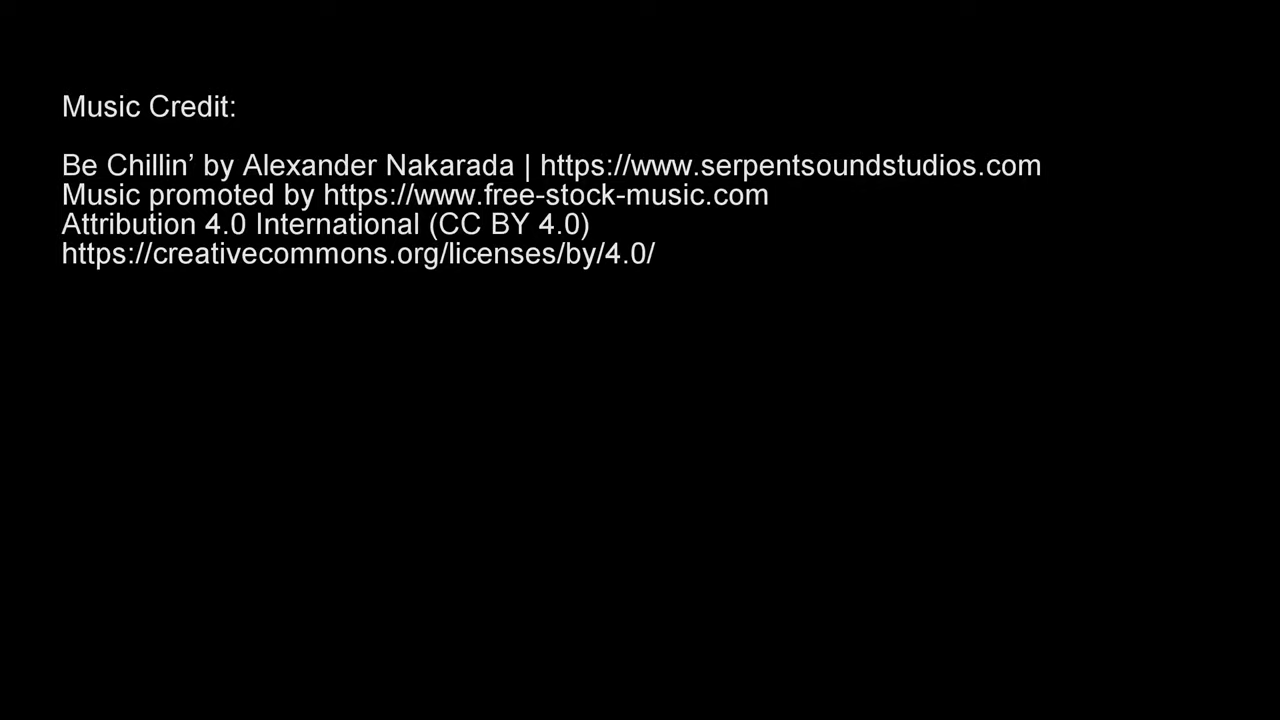 Music Credit:
Be Chillin’ by Alexander Nakarada | https://www.serpentsoundstudios.com
Music promoted by https://www.free-stock-music.com
Attribution 4.0 International (CC BY 4.0)
https://creativecommons.org/licenses/by/4.0/